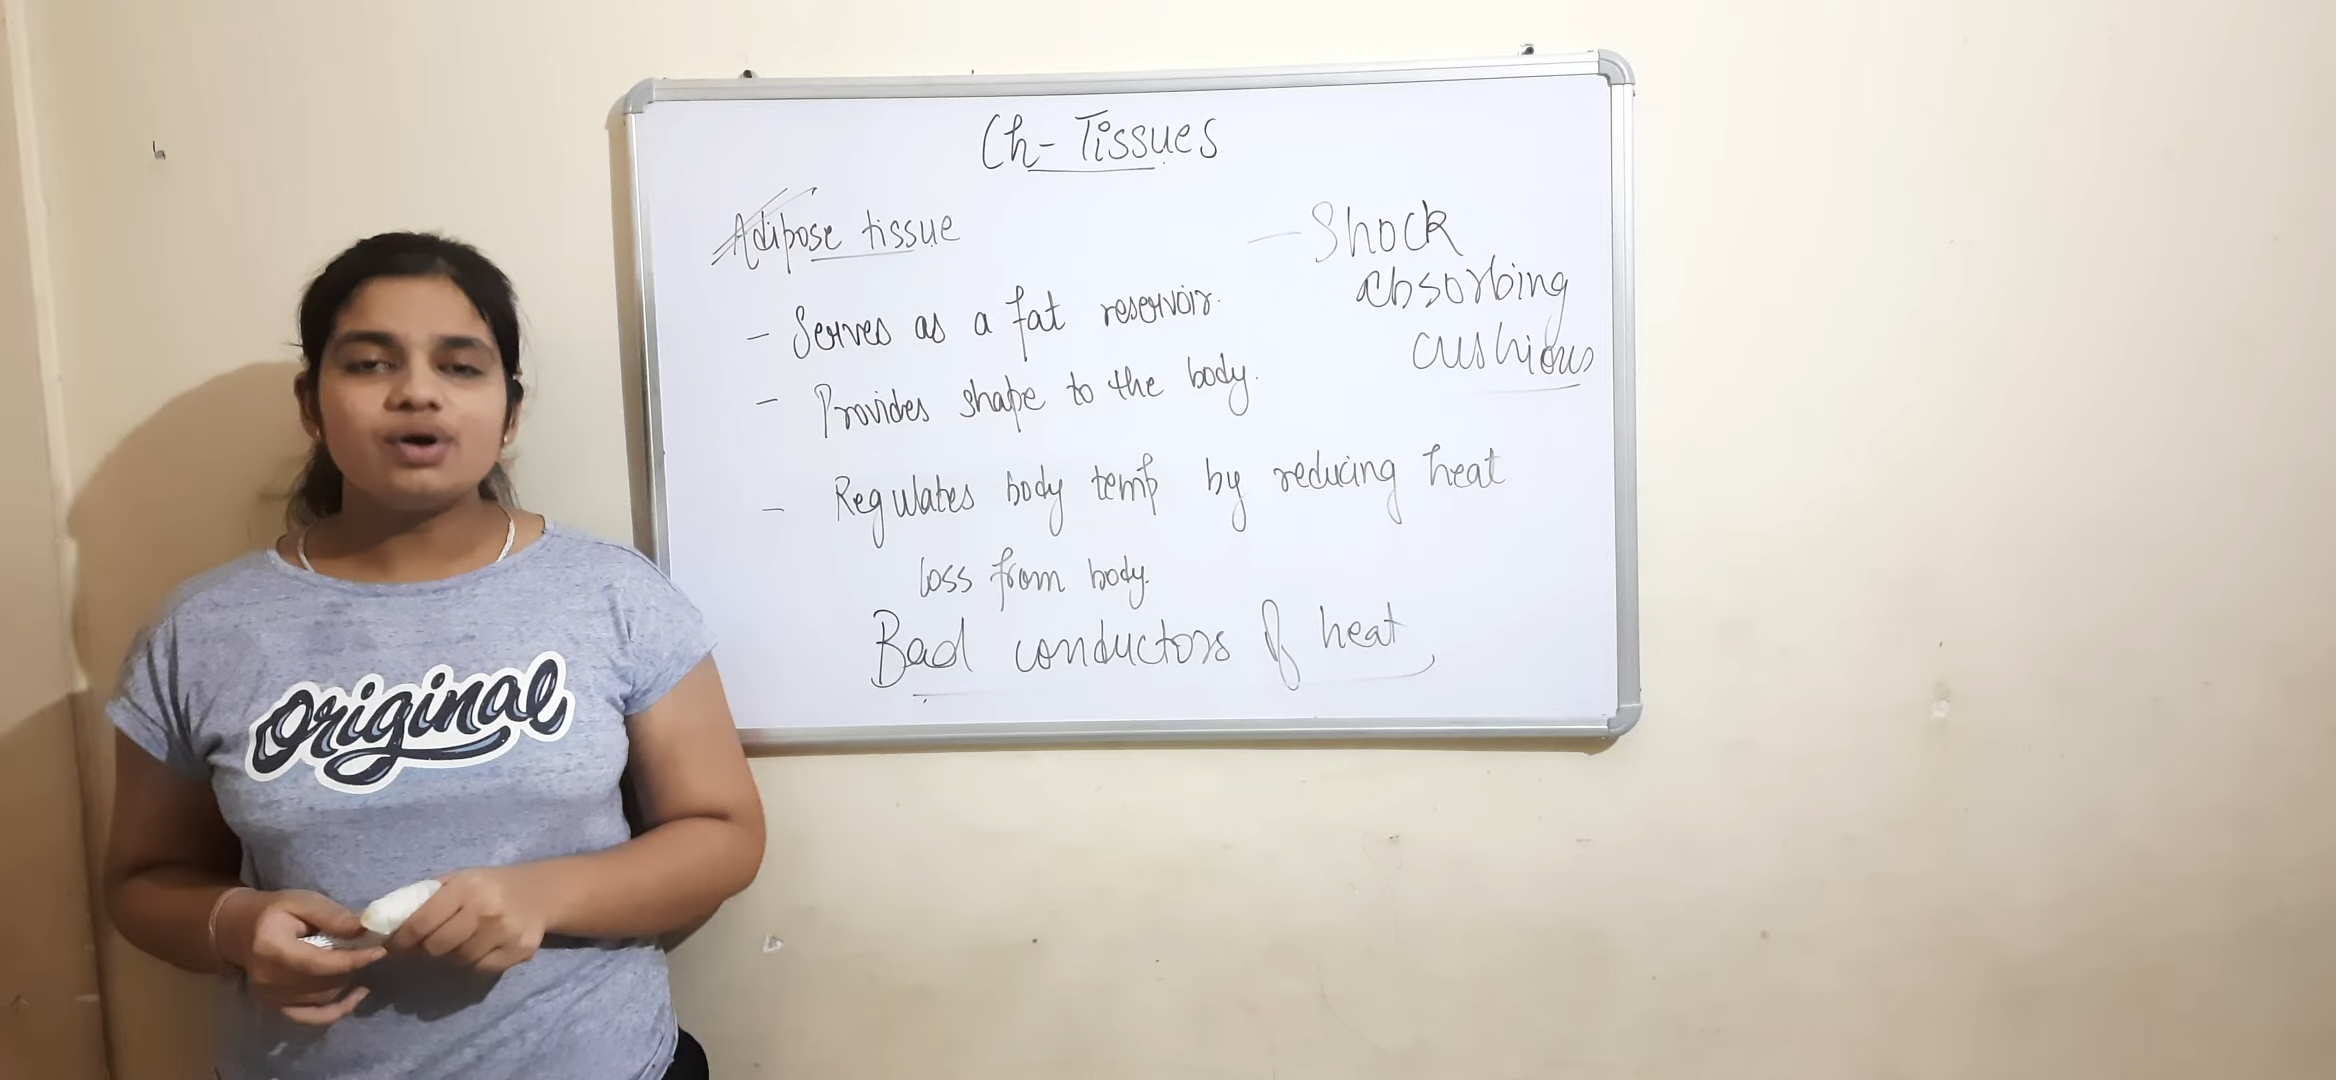 Ch- Tissues
Adipose tissue
- Serves as a fat reservoir.
- Provides shape to the body.
- Regulates body temp by reducing heat
loss from body.
Bad conductors of heat
- Shock
absorbing
cushions
Original